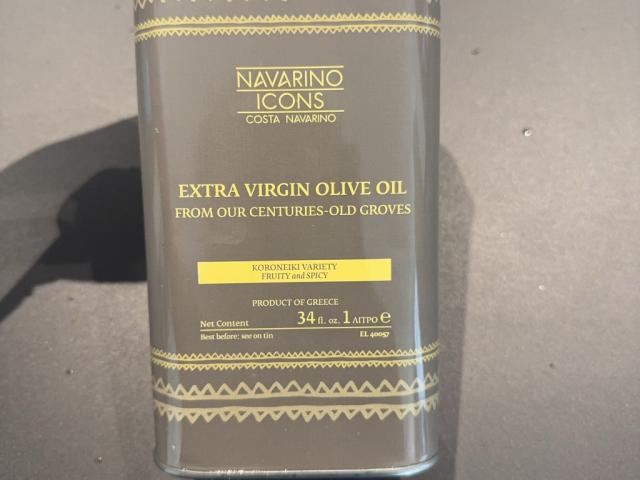 NAVARINO
ICONS
COSTA NAVARINO
EXTRA VIRGIN OLIVE OIL
FROM OUR CENTURIES-OLD GROVES
KORONEIKI VARIETY
FRUITY and SPICY
PRODUCT OF GREECE
Net Content 34 fl. oz. 1 ΛΙΤΡΟ e
Best before: see on tin EL 40057